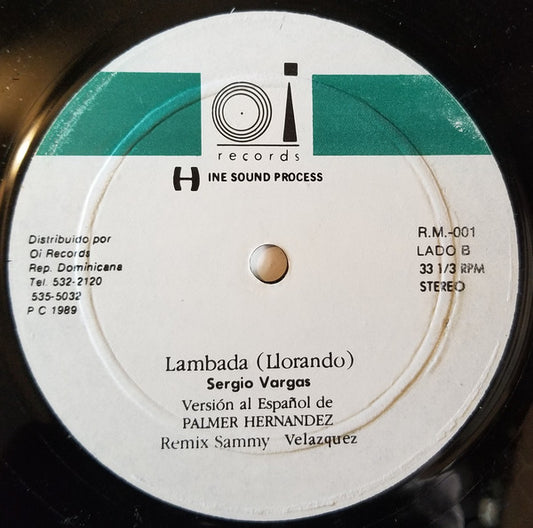 Oi
records
INE SOUND PROCESS
Distribuido por
Oi Records
Rep. Dominicana
Tel. 532-2120
535-5032
P C 1989
R.M.-001
LADO B
33 1/3 RPM
STEREO
Lambada (Llorando)
Sergio Vargas
Versión al Español de
PALMER HERNANDEZ
Remix Sammy Velazquez